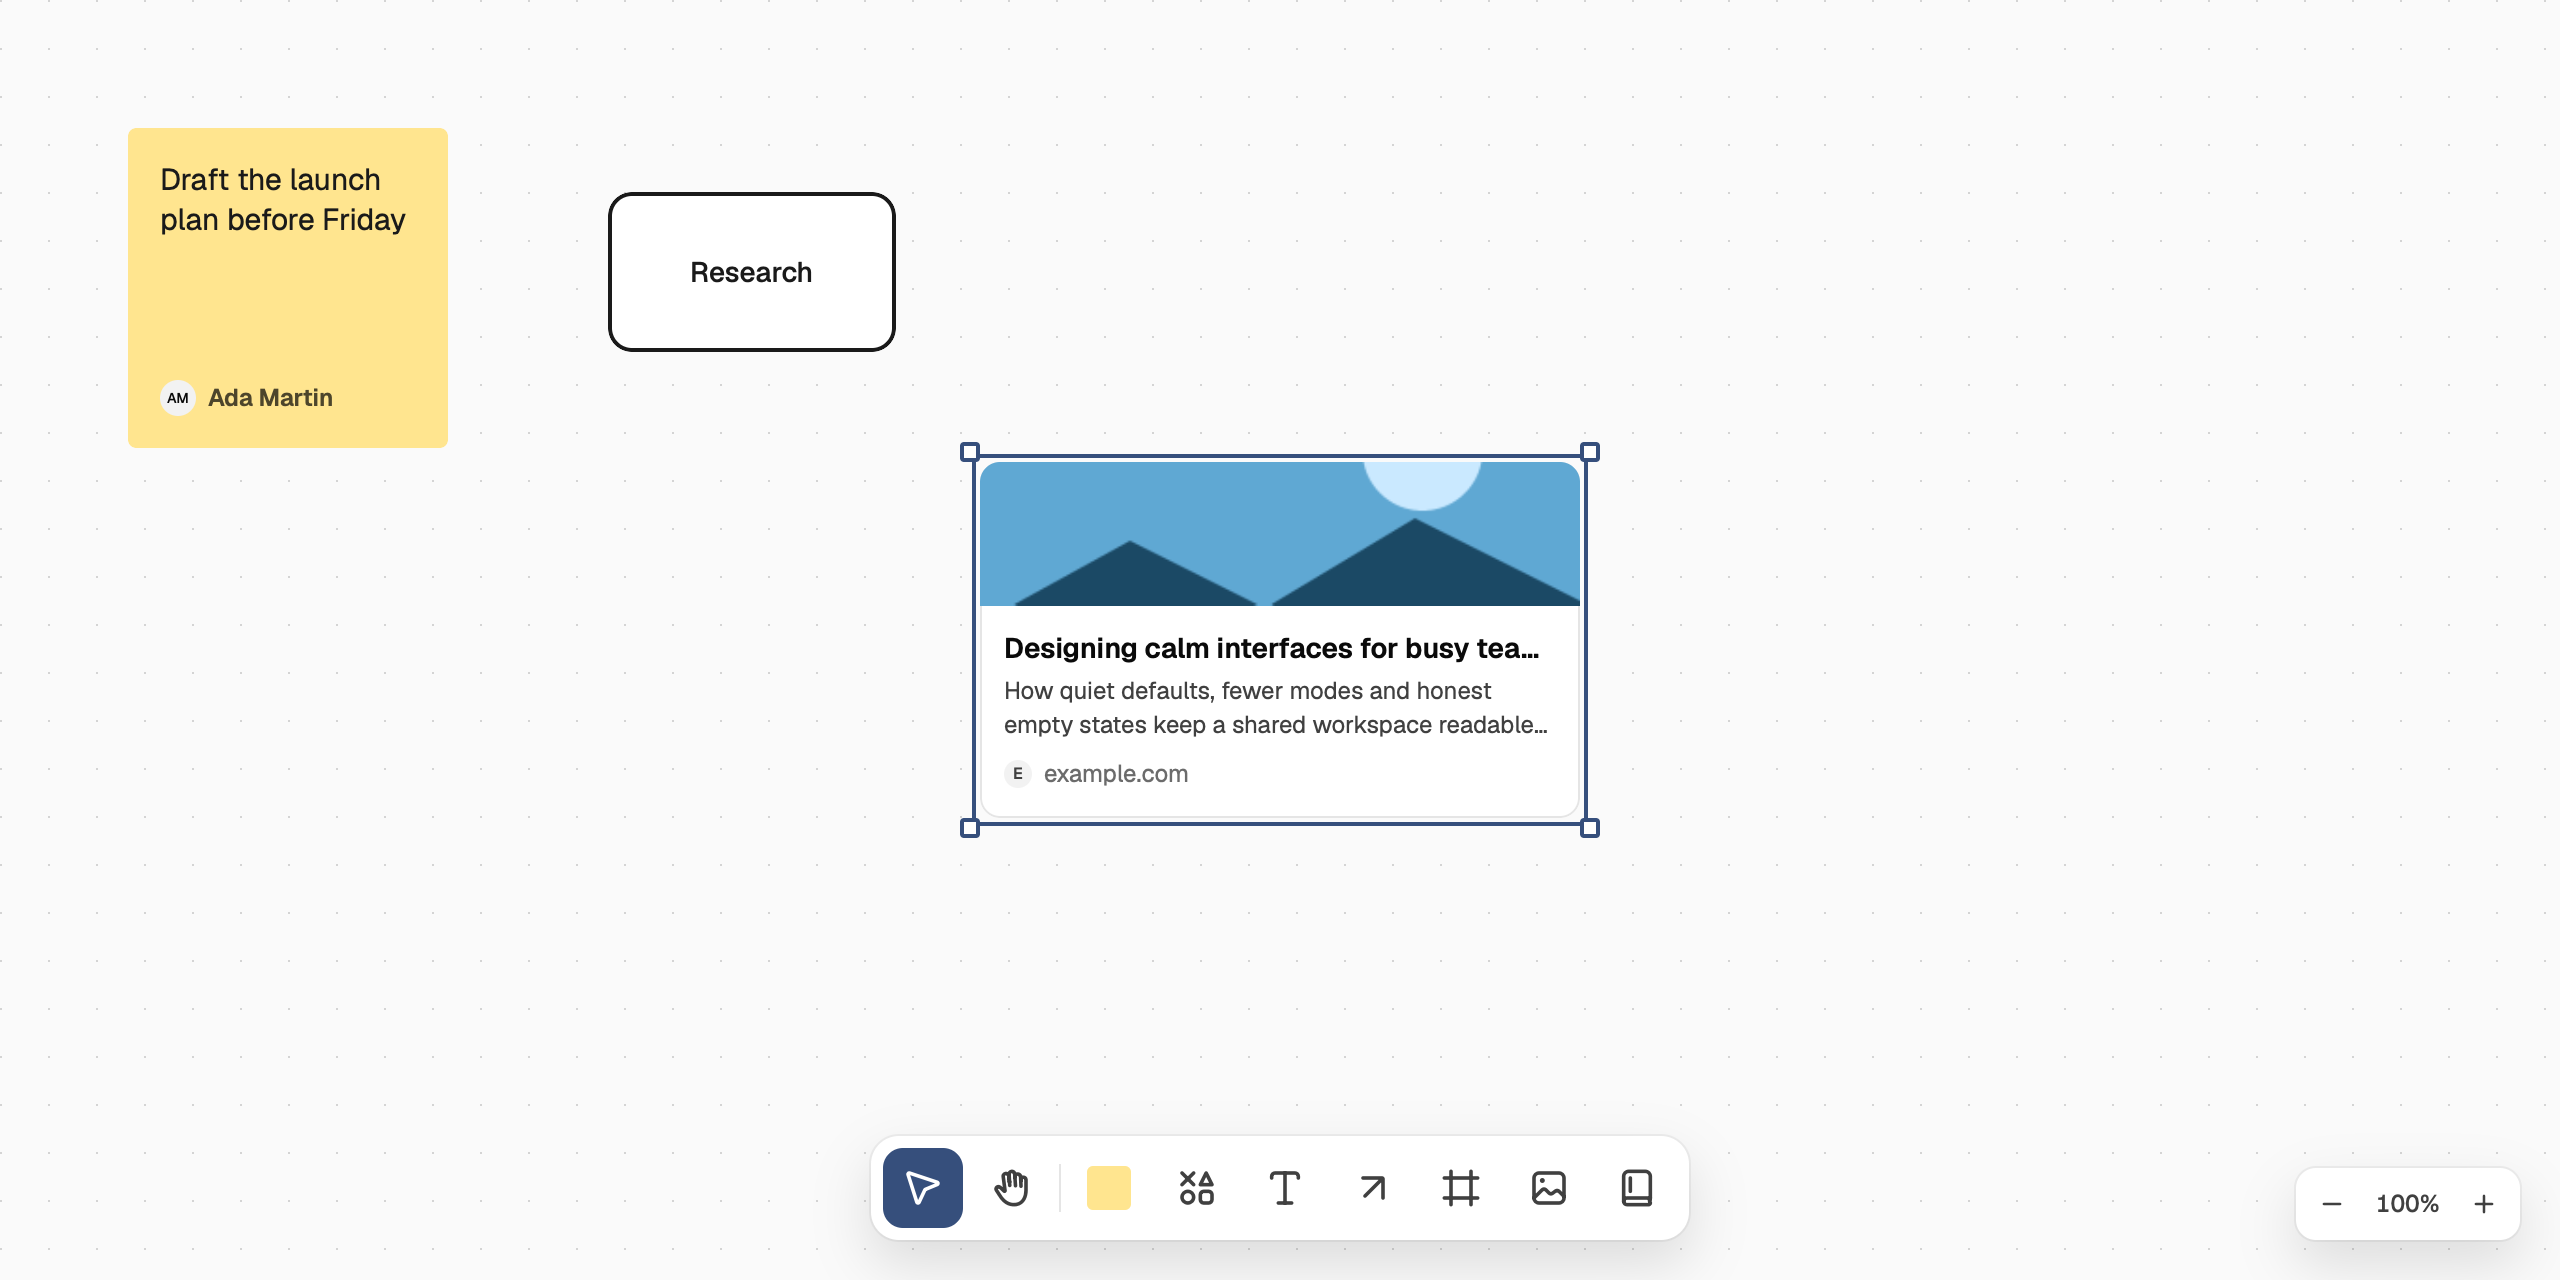 Draft the launch
plan before Friday
AM Ada Martin
Research
Designing calm interfaces for busy tea...
How quiet defaults, fewer modes and honest
empty states keep a shared workspace readable...
E example.com
100%